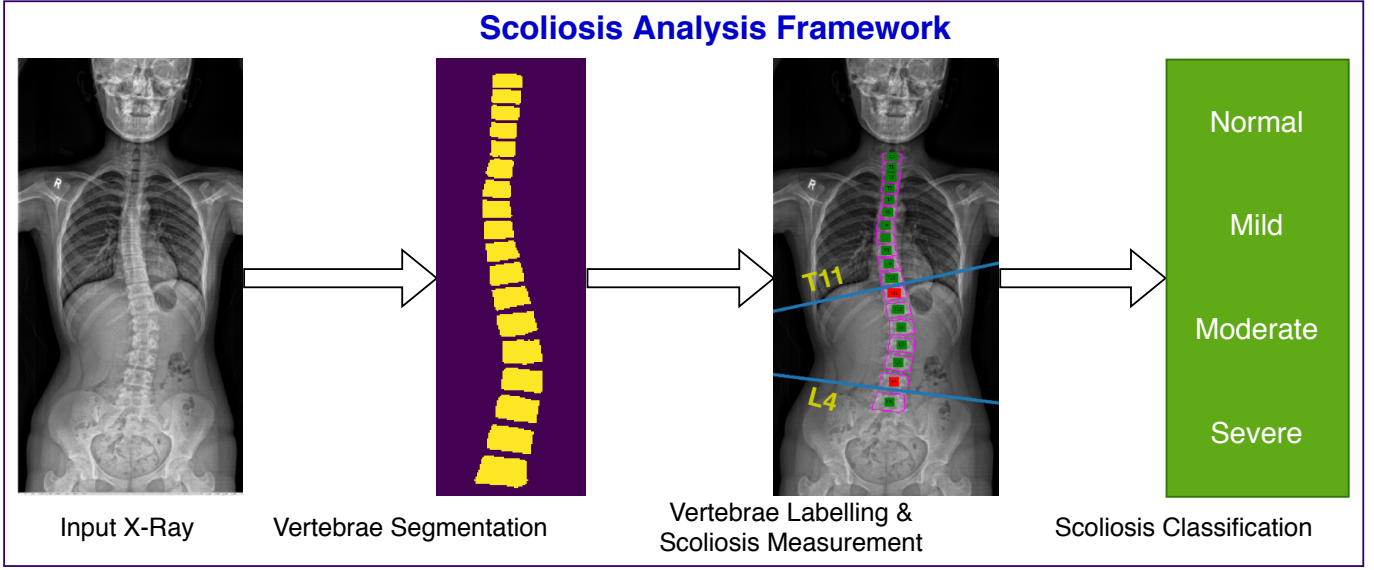 Scoliosis Analysis Framework
R
R
T11
L4
Normal
Mild
Moderate
Severe
Input X-Ray
Vertebrae Segmentation
Vertebrae Labelling &
Scoliosis Measurement
Scoliosis Classification